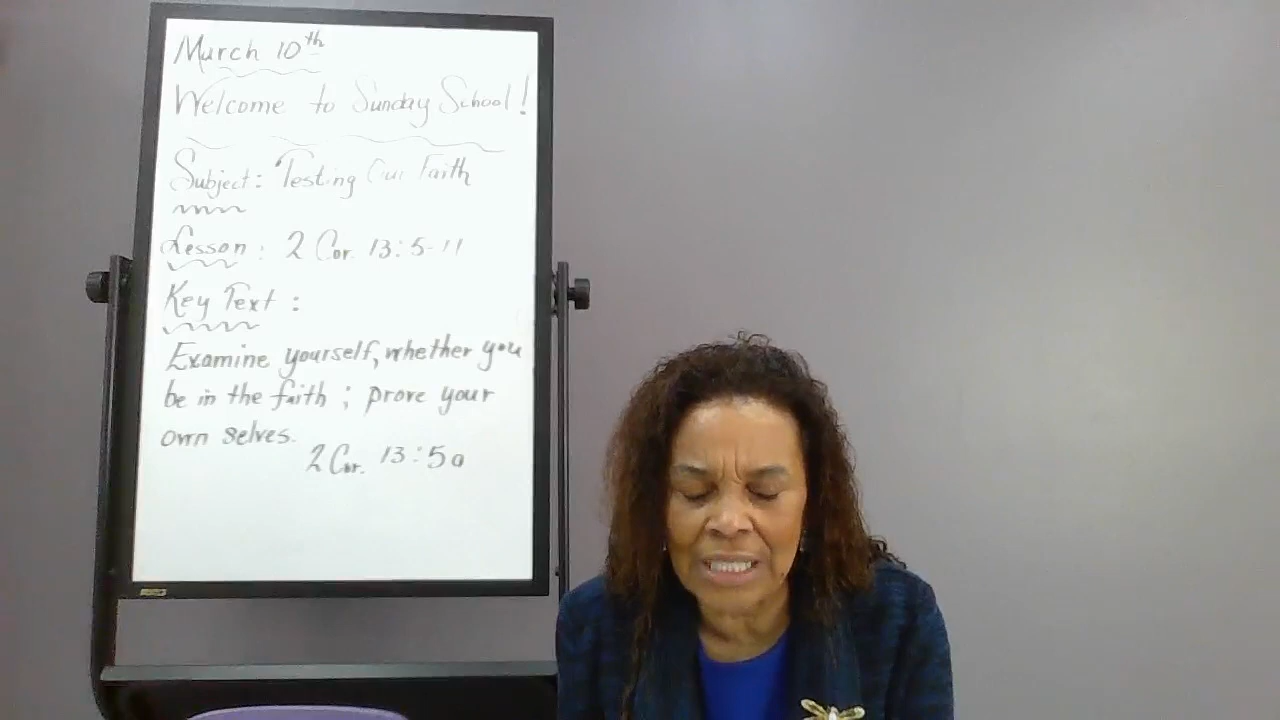 March 10th
Welcome to Sunday School!
Subject: Testing Our Faith
Lesson: 2 Cor. 13:5-11
Key Text:
Examine yourself, whether you
be in the faith; prove your
own selves.
2 Cor. 13:5a